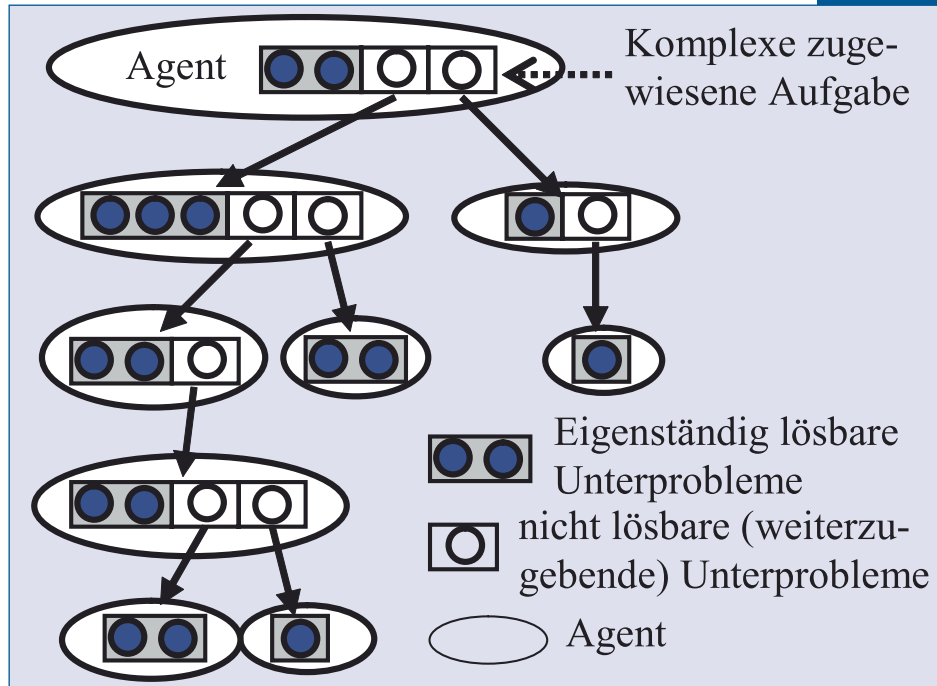 Agent
Komplexe zuge-
wiesene Aufgabe
Eigenständig lösbare
Unterprobleme
nicht lösbare (weiterzu-
gebende) Unterprobleme
Agent